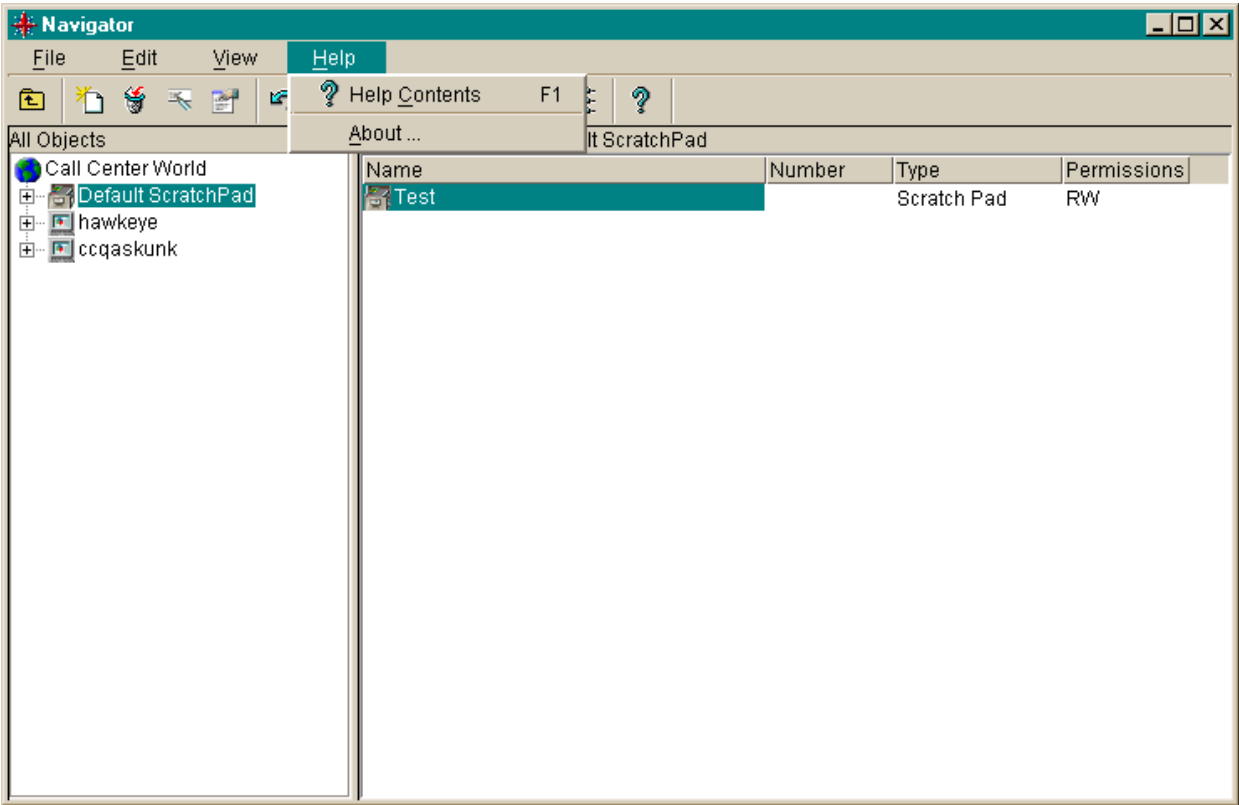 Navigator
File Edit View Help
Help Contents F1
About ...
All Objects
lt ScratchPad
Call Center World
Default ScratchPad
hawkeye
ccqaskunk
Name Number Type Permissions
Test Scratch Pad RW